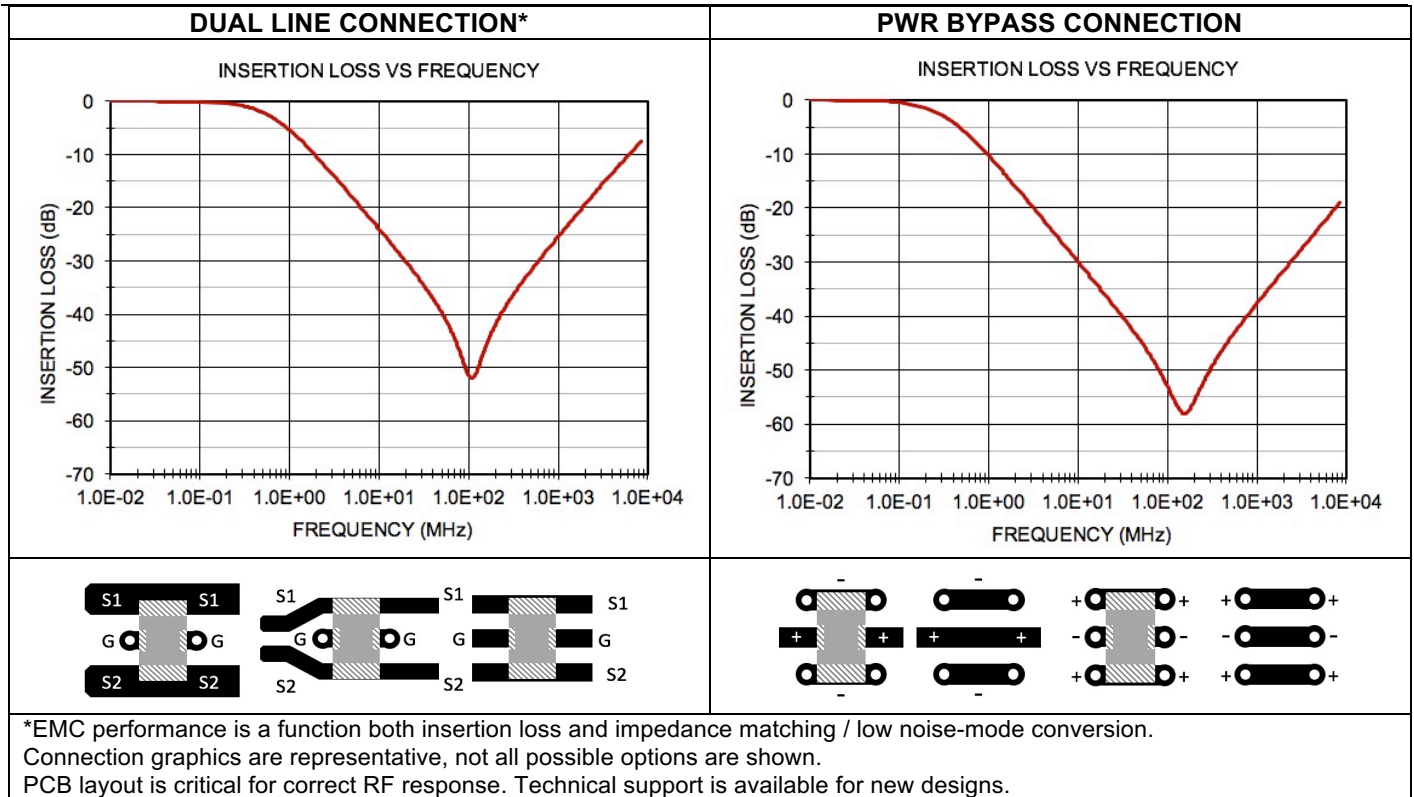 DUAL LINE CONNECTION*
INSERTION LOSS VS FREQUENCY
INSERTION LOSS (dB)
0
-10
-20
-30
-40
-50
-60
-70
1.0E-02 1.0E-01 1.0E+00 1.0E+01 1.0E+02 1.0E+03 1.0E+04
FREQUENCY (MHz)
PWR BYPASS CONNECTION
INSERTION LOSS VS FREQUENCY
INSERTION LOSS (dB)
0
-10
-20
-30
-40
-50
-60
-70
1.0E-02 1.0E-01 1.0E+00 1.0E+01 1.0E+02 1.0E+03 1.0E+04
FREQUENCY (MHz)
S1 S1
G G
S2 S2
S1 S1
G G
S2 S2
S1
G
S2
- -
+ + + +
- -
+ + + +
- - - -
+ + + +
*EMC performance is a function both insertion loss and impedance matching / low noise-mode conversion.
Connection graphics are representative, not all possible options are shown.
PCB layout is critical for correct RF response. Technical support is available for new designs.